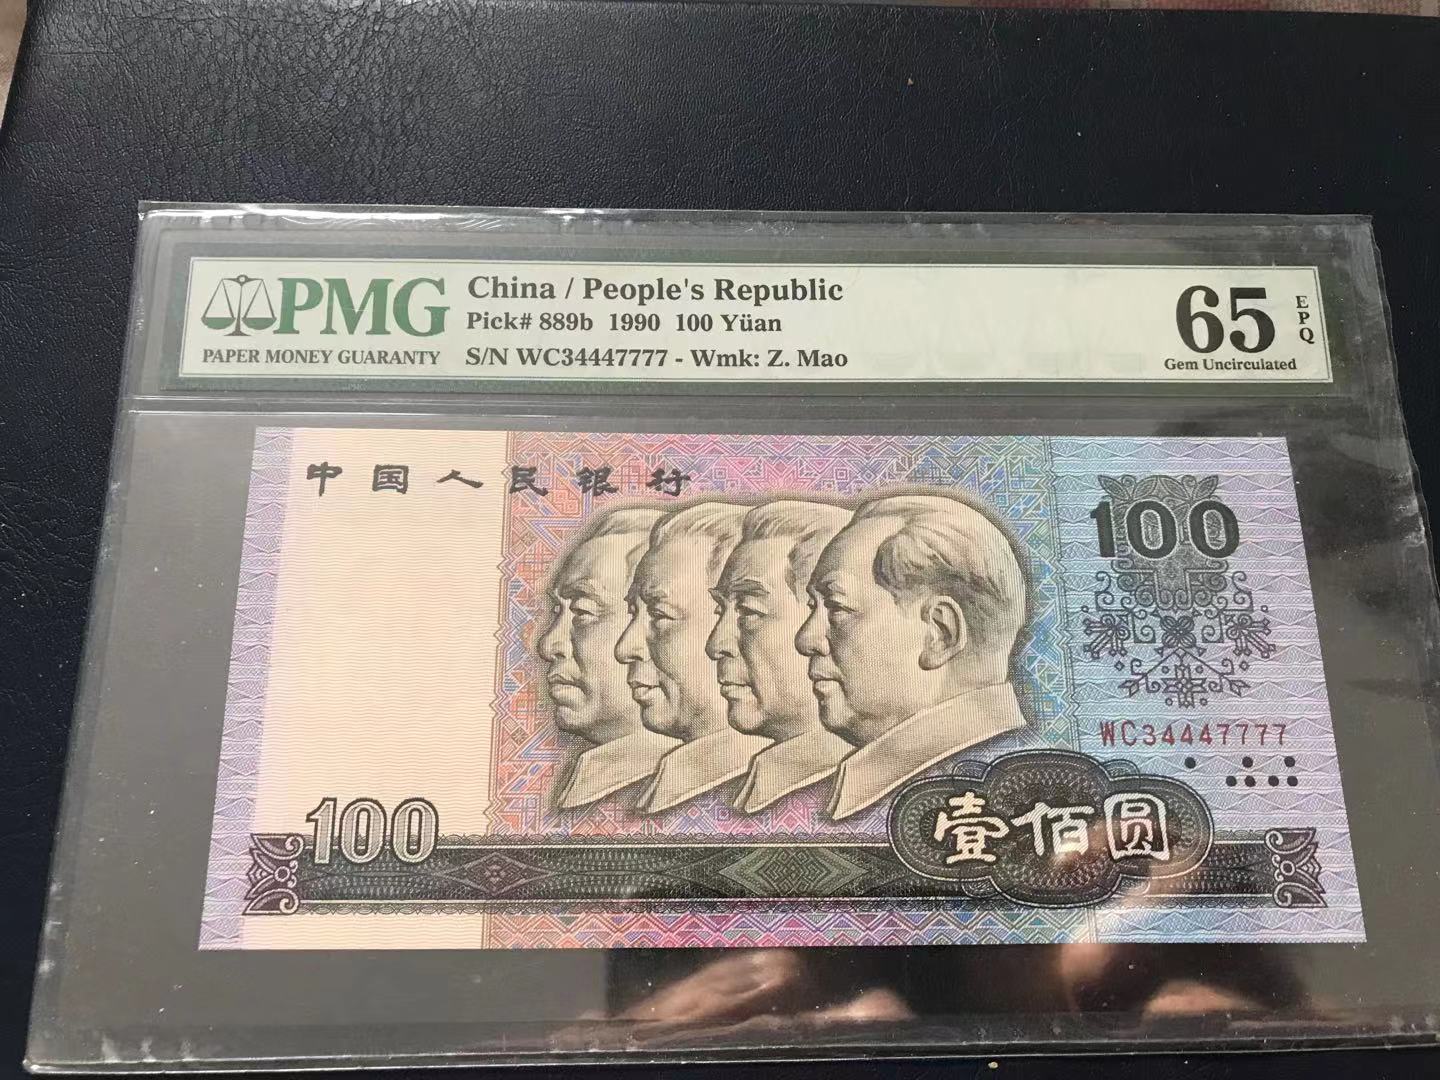 PMG
PAPER MONEY GUARANTY
China / People's Republic
Pick# 889b 1990 100 Yüan
S/N WC34447777 - Wmk: Z. Mao
65
EPQ
Gem Uncirculated
中国人民银行
100
WC34447777
100
壹佰圆